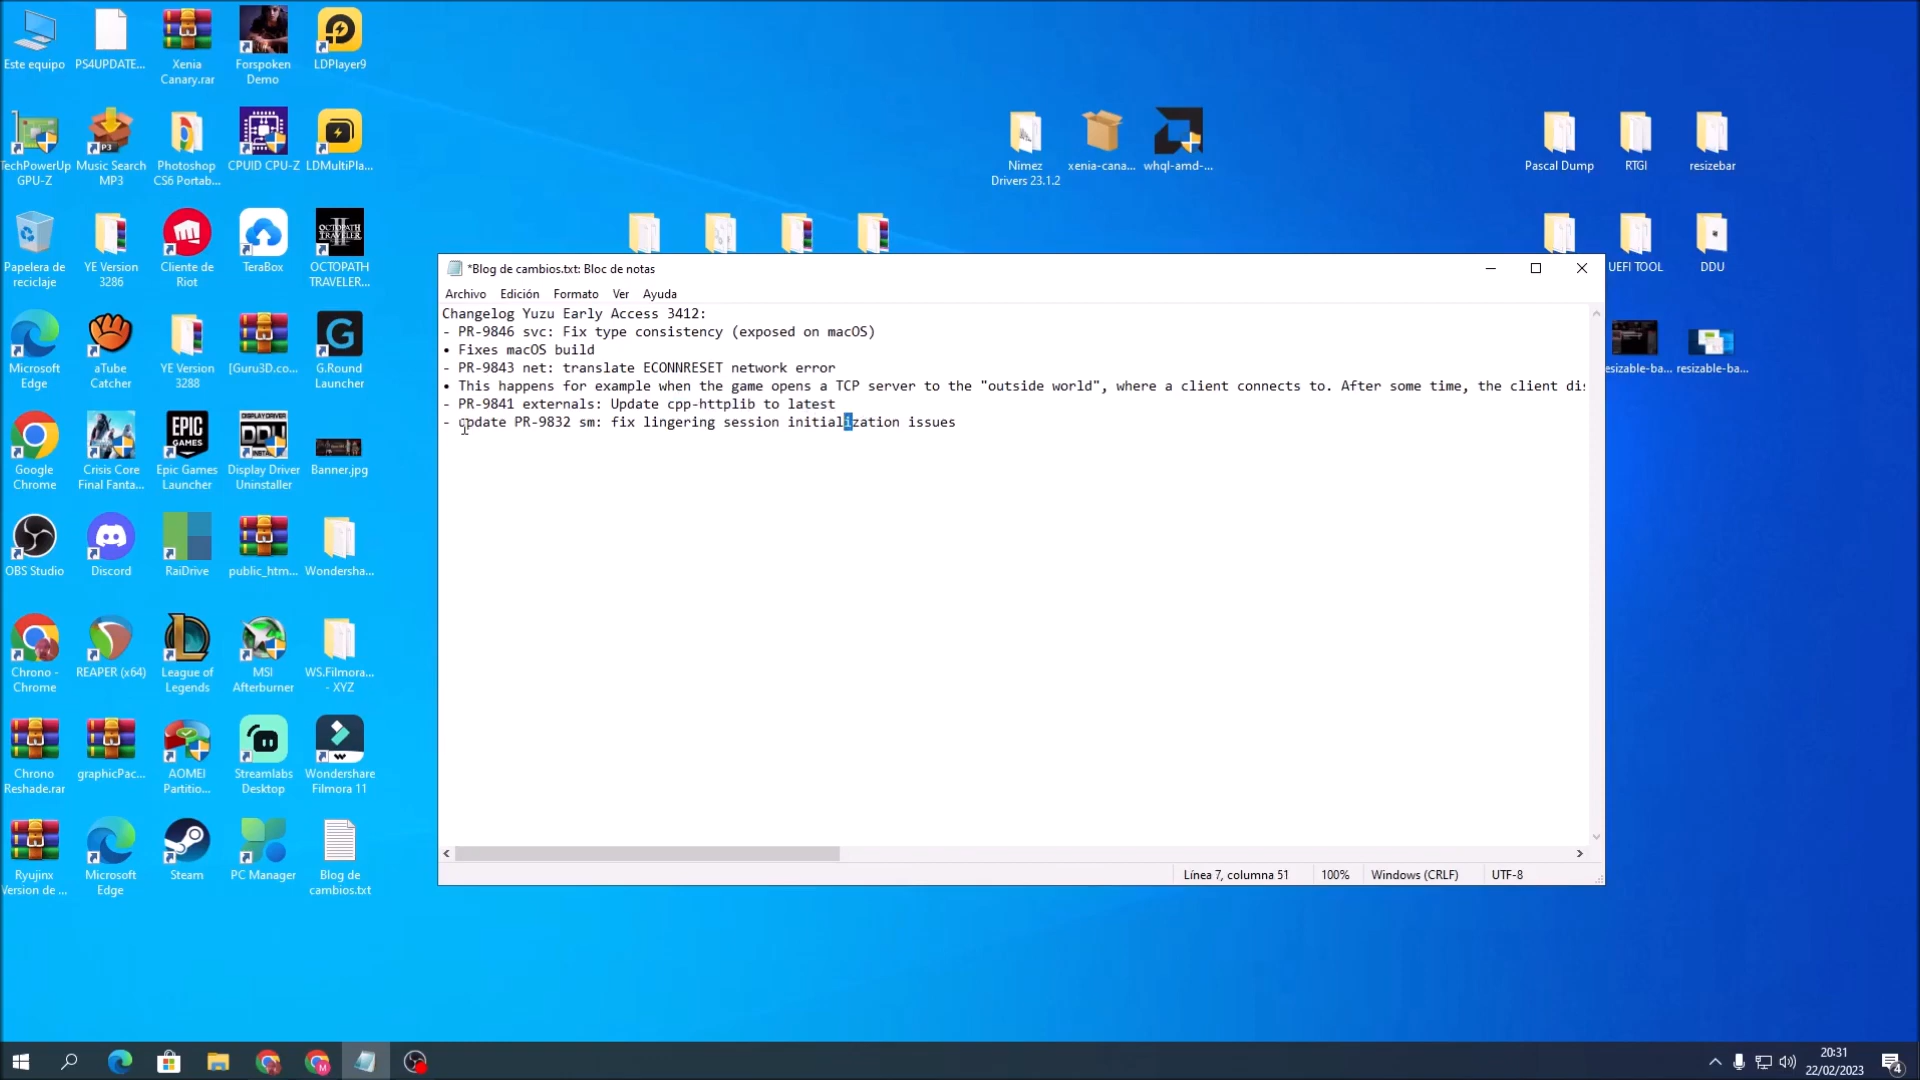 Este equipo
PS4UPDATE...
Xenia
Canary.rar
Forspoken
Demo
LDPlayer9
TechPowerUp
GPU-Z
Music Search
MP3
Photoshop
CS6 Portab...
CPUID CPU-Z
LDMultiPla...
Nimez
Drivers 23.1.2
xenia-cana...
whql-amd-...
Pascal Dump
RTGI
resizebar
Papelera de
reciclaje
YE Version
3286
Cliente de
Riot
TeraBox
OCTOPATH
TRAVELER...
UEFI TOOL
DDU
*Blog de cambios.txt: Bloc de notas
Archivo Edición Formato Ver Ayuda
Changelog Yuzu Early Access 3412:
- PR-9846 svc: Fix type consistency (exposed on macOS)
• Fixes macOS build
- PR-9843 net: translate ECONNRESET network error
• This happens for example when the game opens a TCP server to the "outside world", where a client connects to. After some time, the client dis
- PR-9841 externals: Update cpp-httplib to latest
- update PR-9832 sm: fix lingering session initialization issues
Línea 7, columna 51
100%
Windows (CRLF)
UTF-8
Microsoft
Edge
aTube
Catcher
YE Version
3288
[Guru3D.co...
G.Round
Launcher
esizable-ba...
resizable-ba...
Google
Chrome
Crisis Core
Final Fanta...
EPIC
GAMES
Epic Games
Launcher
DISPLAY DRIVER
DDU
Display Driver
Uninstaller
Banner.jpg
OBS Studio
Discord
RaiDrive
public_htm...
Wondersha...
Chrono -
Chrome
REAPER (x64)
League of
Legends
MSI
Afterburner
WS.Filmora...
- XYZ
Chrono
Reshade.rar
graphicPac...
AOMEI
Partitio...
Streamlabs
Desktop
Wondershare
Filmora 11
Ryujinx
Version de ...
Microsoft
Edge
Steam
PC Manager
Blog de
cambios.txt
20:31
22/02/2023
4